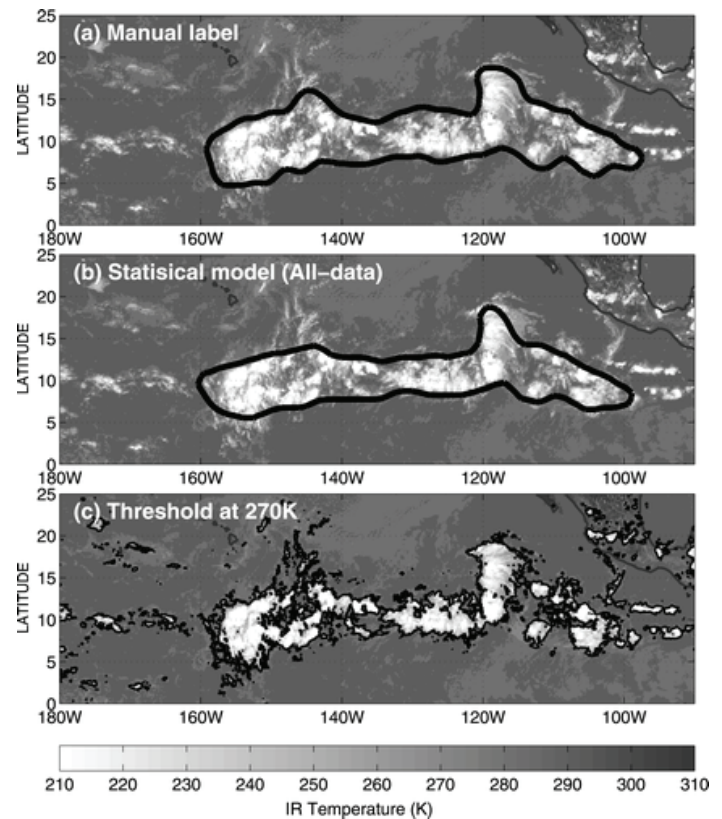 25
(a) Manual label
20
15
LATITUDE
10
5
0
180W 160W 140W 120W 100W
25
(b) Statisical model (All-data)
20
15
LATITUDE
10
5
0
180W 160W 140W 120W 100W
25
(c) Threshold at 270K
20
15
LATITUDE
10
5
0
180W 160W 140W 120W 100W
210 220 230 240 250 260 270 280 290 300 310
IR Temperature (K)